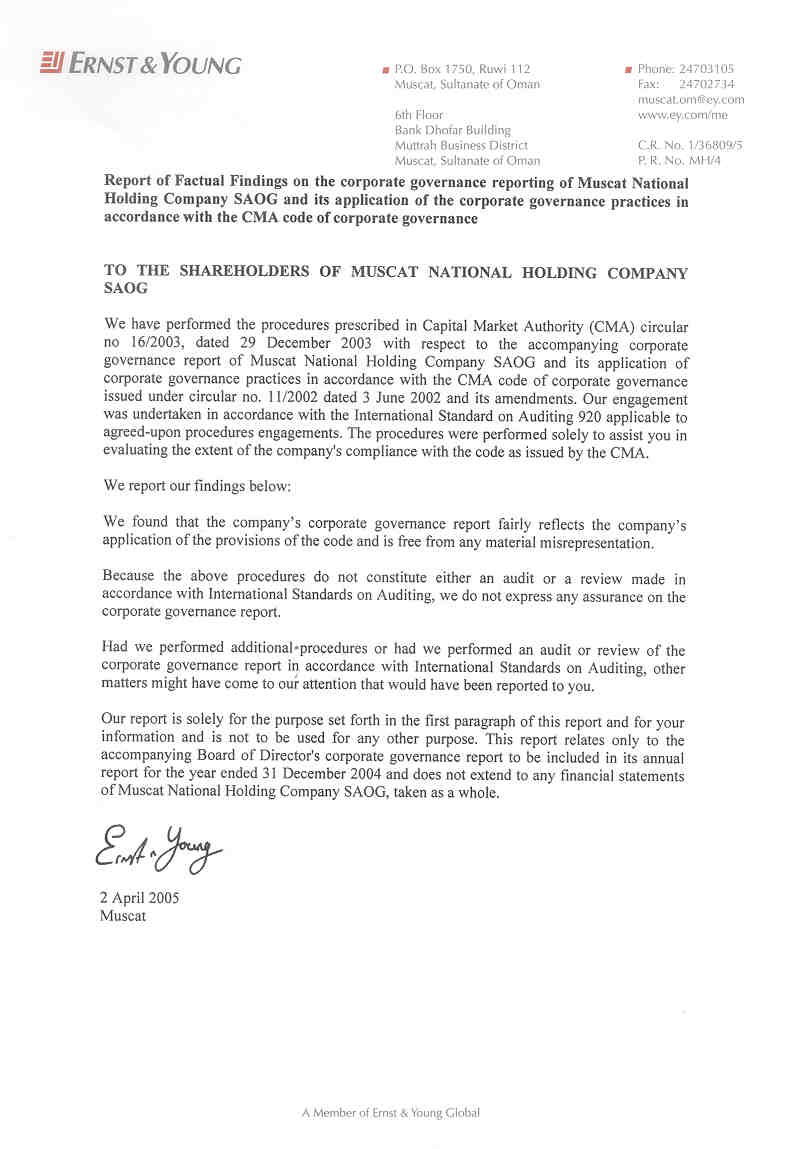 ERNST & YOUNG
P.O. Box 1750, Ruwi 112
Muscat, Sultanate of Oman
6th Floor
Bank Dhofar Building
Muttrah Business District
Muscat, Sultanate of Oman
Phone: 24703105
Fax: 24702734
muscat.om@ey.com
www.ey.com/me
C.R. No. 1/36809/5
P. R. No. MH/4
Report of Factual Findings on the corporate governance reporting of Muscat National
Holding Company SAOG and its application of the corporate governance practices in
accordance with the CMA code of corporate governance
TO THE SHAREHOLDERS OF MUSCAT NATIONAL HOLDING COMPANY
SAOG
We have performed the procedures prescribed in Capital Market Authority (CMA) circular
no 16/2003, dated 29 December 2003 with respect to the accompanying corporate
governance report of Muscat National Holding Company SAOG and its application of
corporate governance practices in accordance with the CMA code of corporate governance
issued under circular no. 11/2002 dated 3 June 2002 and its amendments. Our engagement
was undertaken in accordance with the International Standard on Auditing 920 applicable to
agreed-upon procedures engagements. The procedures were performed solely to assist you in
evaluating the extent of the company's compliance with the code as issued by the CMA.
We report our findings below:
We found that the company's corporate governance report fairly reflects the company's
application of the provisions of the code and is free from any material misrepresentation.
Because the above procedures do not constitute either an audit or a review made in
accordance with International Standards on Auditing, we do not express any assurance on the
corporate governance report.
Had we performed additional procedures or had we performed an audit or review of the
corporate governance report in accordance with International Standards on Auditing, other
matters might have come to our attention that would have been reported to you.
Our report is solely for the purpose set forth in the first paragraph of this report and for your
information and is not to be used for any other purpose. This report relates only to the
accompanying Board of Director's corporate governance report to be included in its annual
report for the year ended 31 December 2004 and does not extend to any financial statements
of Muscat National Holding Company SAOG, taken as a whole.
Ernst & Young
2 April 2005
Muscat
A Member of Ernst & Young Global